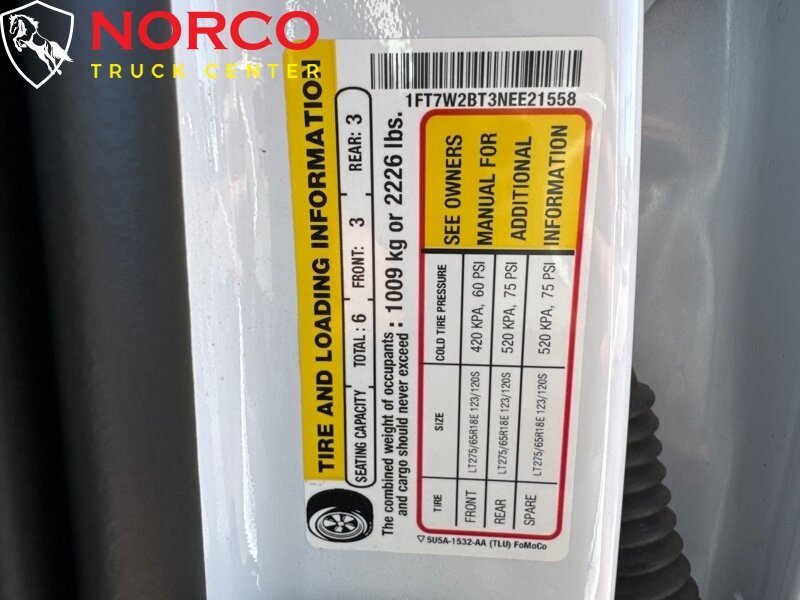 NORCO
TRUCK CENTER
TIRE AND LOADING INFORMATION
SEATING CAPACITY TOTAL: 6 FRONT: 3 REAR: 3
The combined weight of occupants and cargo should never exceed : 1009 kg or 2226 lbs.
1FT7W2BT3NEE21558
TIRE SIZE COLD TIRE PRESSURE
FRONT LT275/65R18E 123/120S 420 KPA, 60 PSI
REAR LT275/65R18E 123/120S 520 KPA, 75 PSI
SPARE LT275/65R18E 123/120S 520 KPA, 75 PSI
SEE OWNERS
MANUAL FOR
ADDITIONAL
INFORMATION
5U5A-1532-AA (TLU) FoMoCo